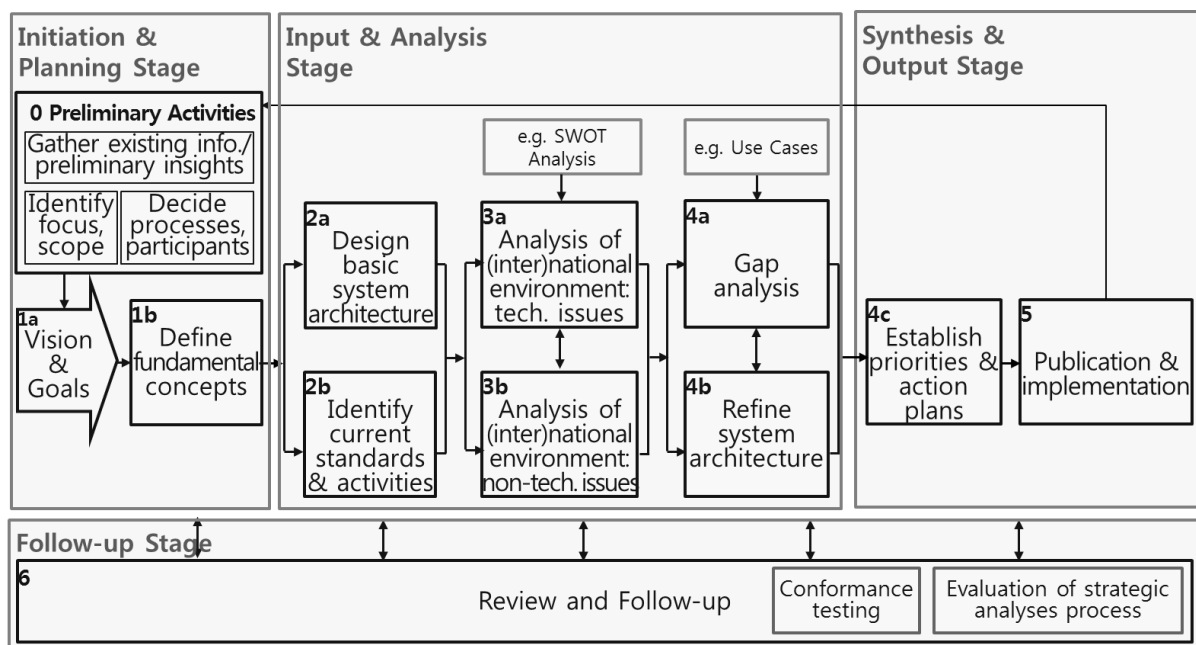 Initiation &
Planning Stage
0 Preliminary Activities
Gather existing info./
preliminary insights
Identify
focus,
scope
Decide
processes,
participants
1a
Vision
&
Goals
1b
Define
fundamental
concepts
Input & Analysis
Stage
2a
Design
basic
system
architecture
2b
Identify
current
standards
& activities
e.g. SWOT
Analysis
3a
Analysis of
(inter)national
environment:
tech. issues
3b
Analysis of
(inter)national
environment:
non-tech. issues
e.g. Use Cases
4a
Gap
analysis
4b
Refine
system
architecture
Synthesis &
Output Stage
4c
Establish
priorities &
action
plans
5
Publication &
implementation
Follow-up Stage
6
Review and Follow-up
Conformance
testing
Evaluation of strategic
analyses process